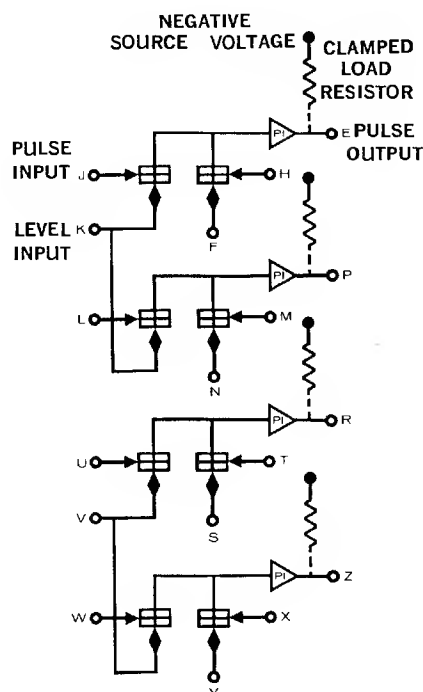 NEGATIVE
SOURCE VOLTAGE
CLAMPED
LOAD
RESISTOR
PI E PULSE
OUTPUT
PULSE
INPUT J
H
LEVEL
INPUT K
F
PI P
L M
N
PI R
U T
V
S
PI Z
W X
Y